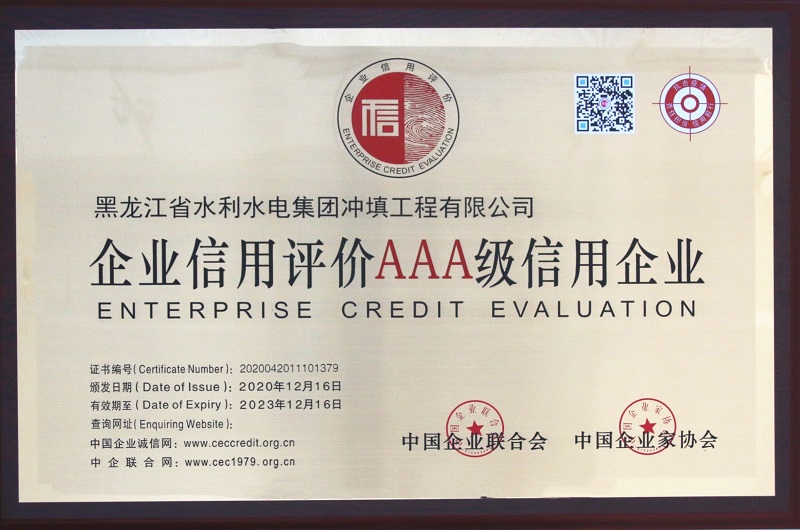 企业信用评价
信
ENTERPRISE CREDIT EVALUATION
黑龙江省水利水电集团冲填工程有限公司
企业信用评价AAA级信用企业
ENTERPRISE CREDIT EVALUATION
证书编号(Certificate Number)：2020042011101379
颁发日期(Date of Issue)：2020年12月16日
有效期至(Date of Expiry)：2023年12月16日
查询网址(Enquiring Website)：
中国企业诚信网：www.ceccredit.org.cn
中企联合网：www.cec1979.org.cn
中国企业联合会
中国企业家协会